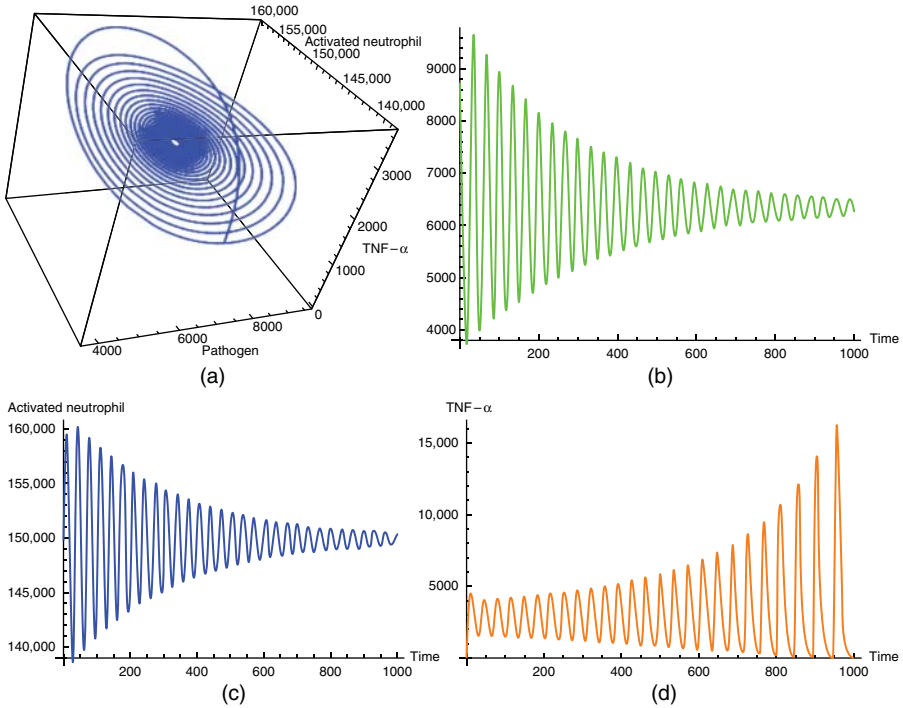 160,000
155,000
Activated neutrophil
150,000
145,000
140,000
3000
2000
TNF−α
1000
0
8000
6000
4000
Pathogen
(a)
9000
8000
7000
6000
5000
4000
200 400 600 800 1000
Time
(b)
Activated neutrophil
160,000
155,000
150,000
145,000
140,000
200 400 600 800 1000
Time
(c)
TNF−α
15,000
10,000
5000
200 400 600 800 1000
Time
(d)